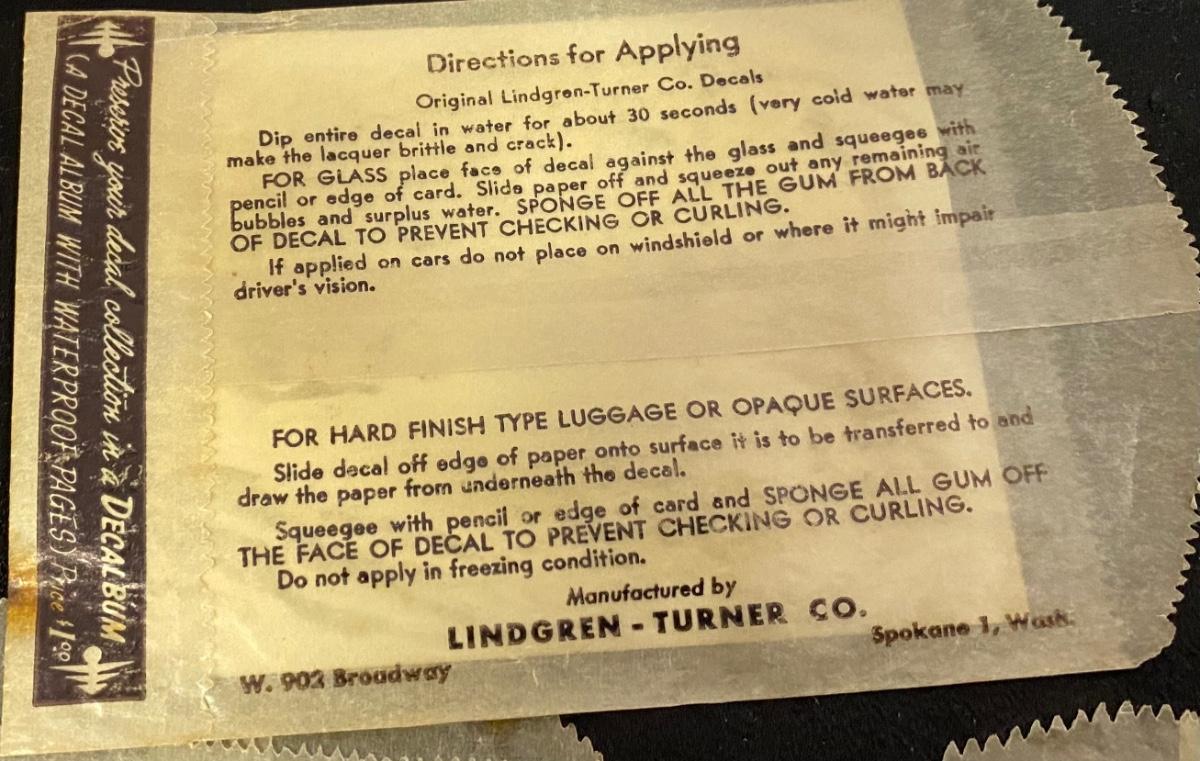 Directions for Applying
Original Lindgren-Turner Co. Decals
Dip entire decal in water for about 30 seconds (very cold water may
make the lacquer brittle and crack).
FOR GLASS place face of decal against the glass and squeegee with
pencil or edge of card. Slide paper off and squeeze out any remaining air
bubbles and surplus water. SPONGE OFF ALL THE GUM FROM BACK
OF DECAL TO PREVENT CHECKING OR CURLING.
If applied on cars do not place on windshield or where it might impair
driver's vision.
FOR HARD FINISH TYPE LUGGAGE OR OPAQUE SURFACES.
Slide decal off edge of paper onto surface it is to be transferred to and
draw the paper from underneath the decal.
Squeegee with pencil or edge of card and SPONGE ALL GUM OFF
THE FACE OF DECAL TO PREVENT CHECKING OR CURLING.
Do not apply in freezing condition.
Manufactured by
LINDGREN - TURNER CO.
W. 902 Broadway Spokane 1, Wash.
Preserve your decal collection in a DECALBUM
(A DECAL ALBUM WITH WATERPROOF PAGES) Price $1.00